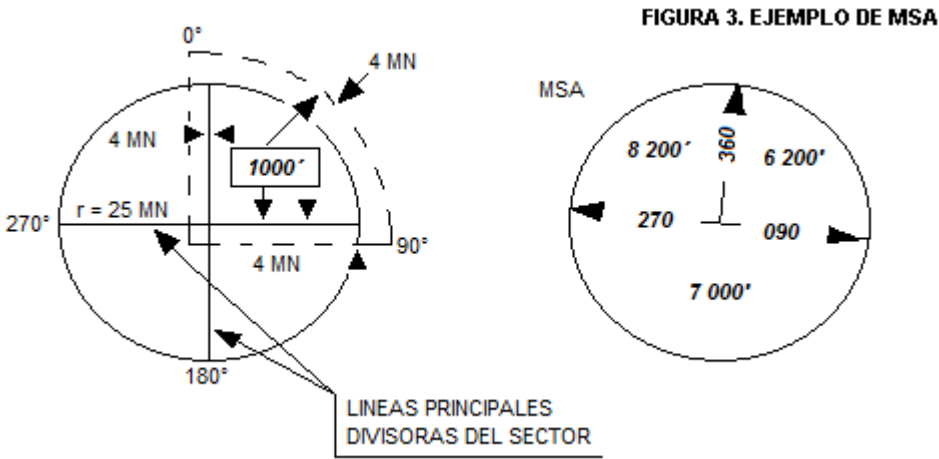 FIGURA 3. EJEMPLO DE MSA
0°
4 MN
4 MN
1000´
270°
r = 25 MN
90°
4 MN
180°
LINEAS PRINCIPALES
DIVISORAS DEL SECTOR
MSA
8 200´
360
6 200'
270
090
7 000'